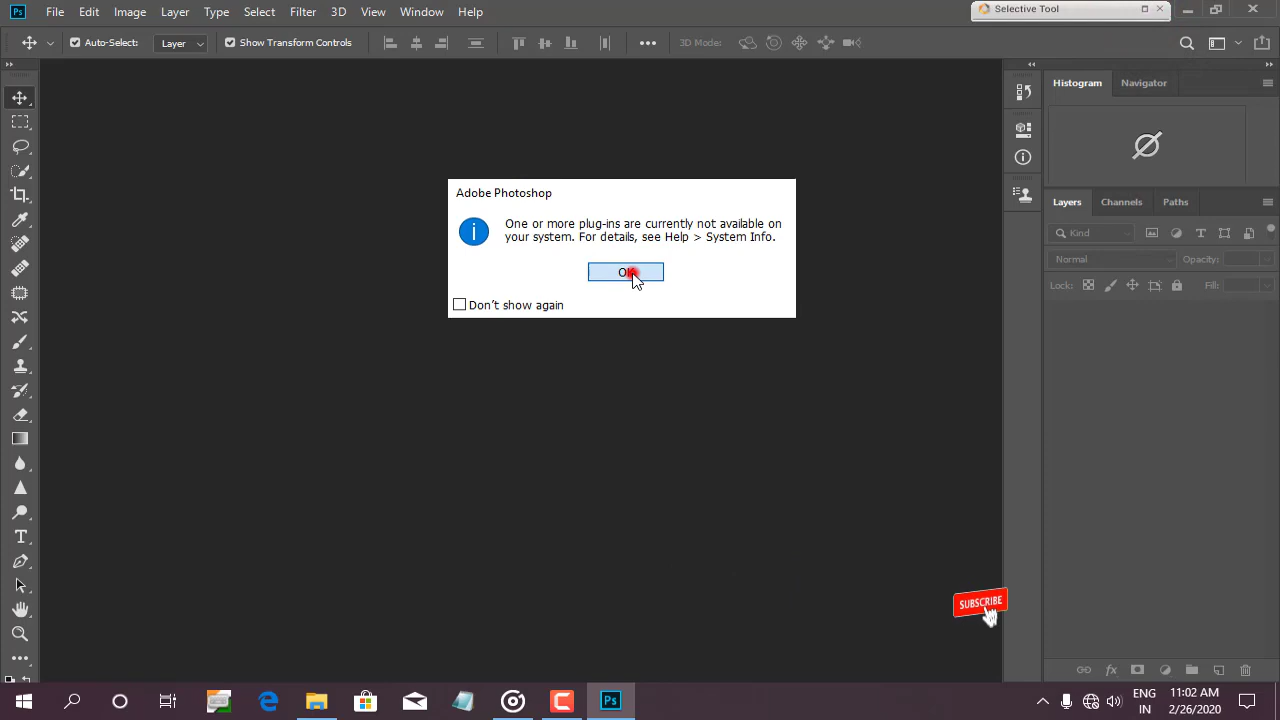 Ps File Edit Image Layer Type Select Filter 3D View Window Help
Selective Tool
Auto-Select: Layer Show Transform Controls 3D Mode:
Histogram Navigator
Adobe Photoshop
One or more plug-ins are currently not available on
your system. For details, see Help > System Info.
Don't show again
Layers Channels Paths
Kind
Normal Opacity:
Lock: Fill:
SUBSCRIBE
Ps
ENG
IN
11:02 AM
2/26/2020